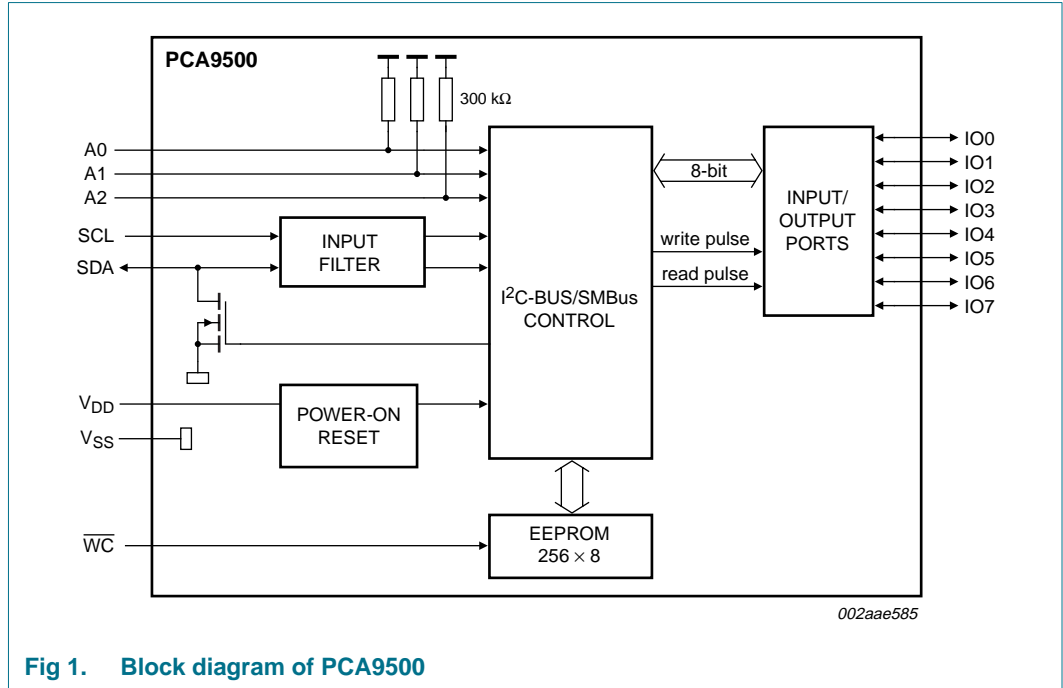 PCA9500
300 kΩ
A0
A1
A2
SCL
SDA
INPUT
FILTER
I²C-BUS/SMBus
CONTROL
8-bit
write pulse
read pulse
INPUT/
OUTPUT
PORTS
IO0
IO1
IO2
IO3
IO4
IO5
IO6
IO7
VDD
VSS
POWER-ON
RESET
W̅C̅
EEPROM
256 × 8
002aae585
Fig 1. Block diagram of PCA9500